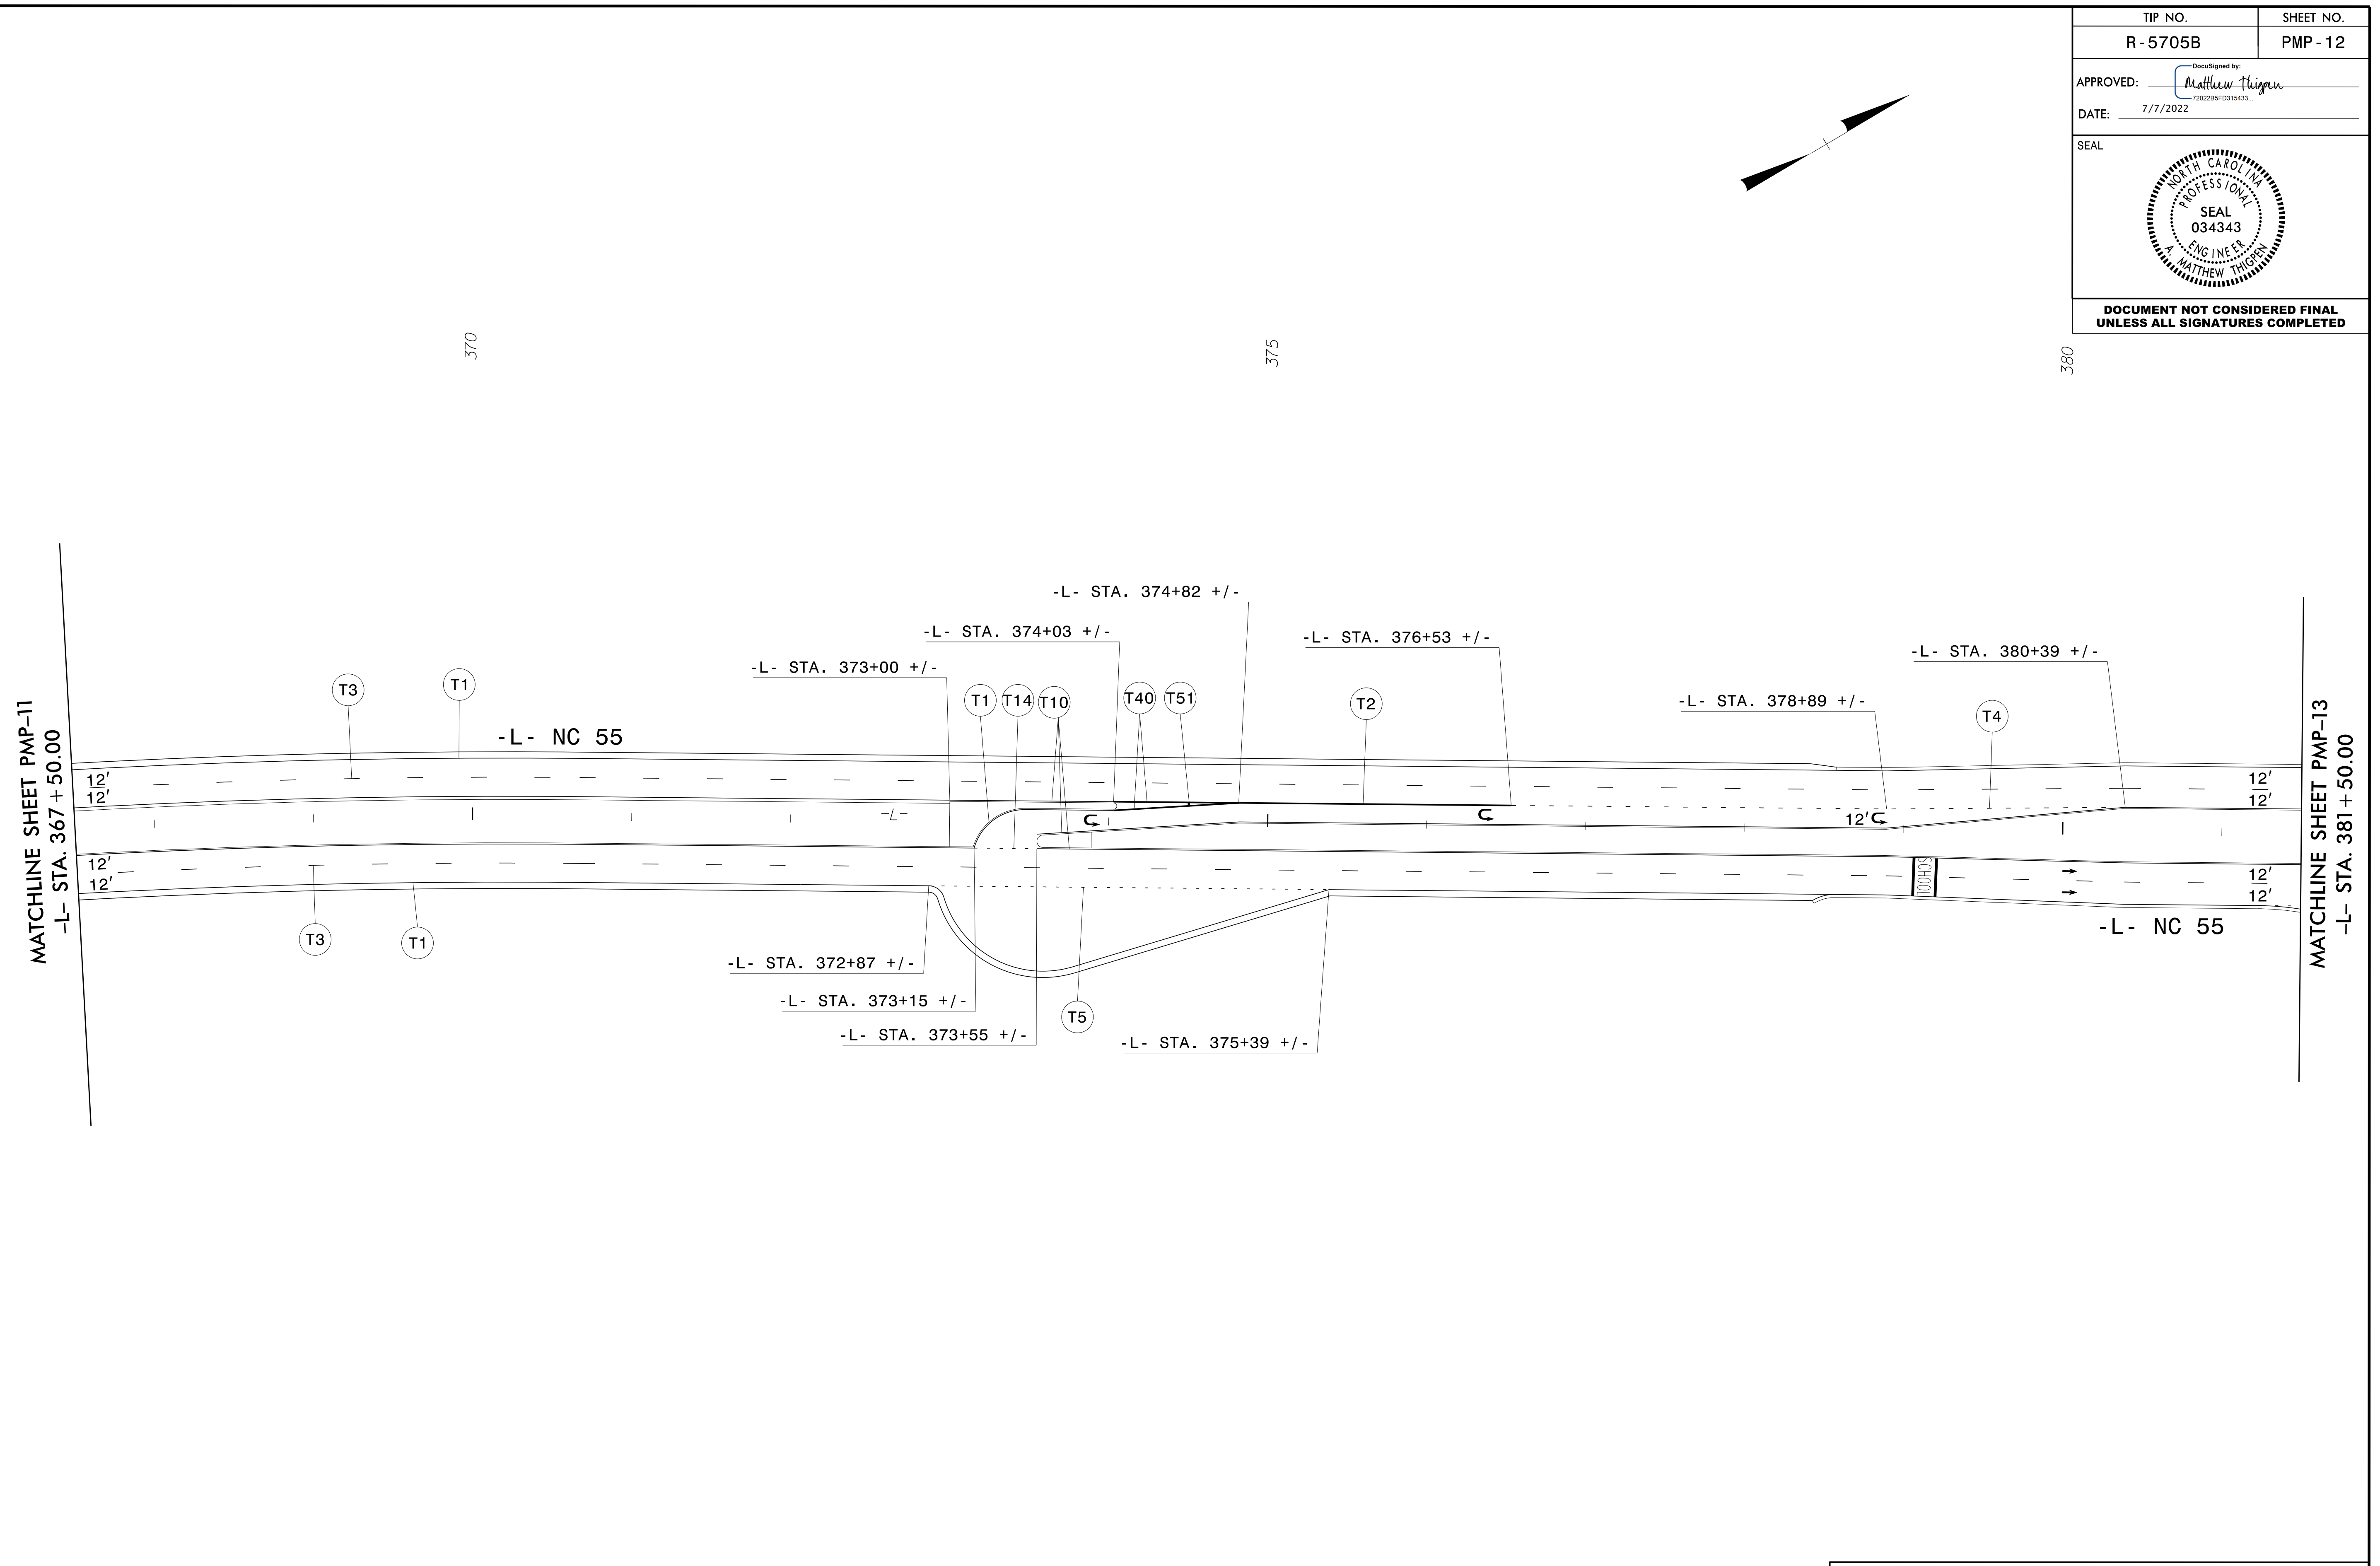 TIP NO.
SHEET NO.
R-5705B
PMP-12
APPROVED:
DocuSigned by:
Matthew Thigpen
72022B5FD315433...
DATE:
7/7/2022
SEAL
NORTH CAROLINA
PROFESSIONAL
SEAL
034343
ENGINEER
A. MATTHEW THIGPEN
DOCUMENT NOT CONSIDERED FINAL
UNLESS ALL SIGNATURES COMPLETED
370
375
380
-L- STA. 374+82 +/-
-L- STA. 374+03 +/-
-L- STA. 376+53 +/-
-L- STA. 373+00 +/-
-L- STA. 380+39 +/-
-L- STA. 378+89 +/-
T3
T1
T1
T14
T10
T40
T51
T2
T4
-L- NC 55
MATCHLINE SHEET PMP-11
-L- STA. 367+50.00
12'
12'
12'
12'
-L-
12'
SCHOOL
12'
12'
12'
12'
MATCHLINE SHEET PMP-13
-L- STA. 381+50.00
-L- NC 55
T3
T1
-L- STA. 372+87 +/-
-L- STA. 373+15 +/-
-L- STA. 373+55 +/-
T5
-L- STA. 375+39 +/-